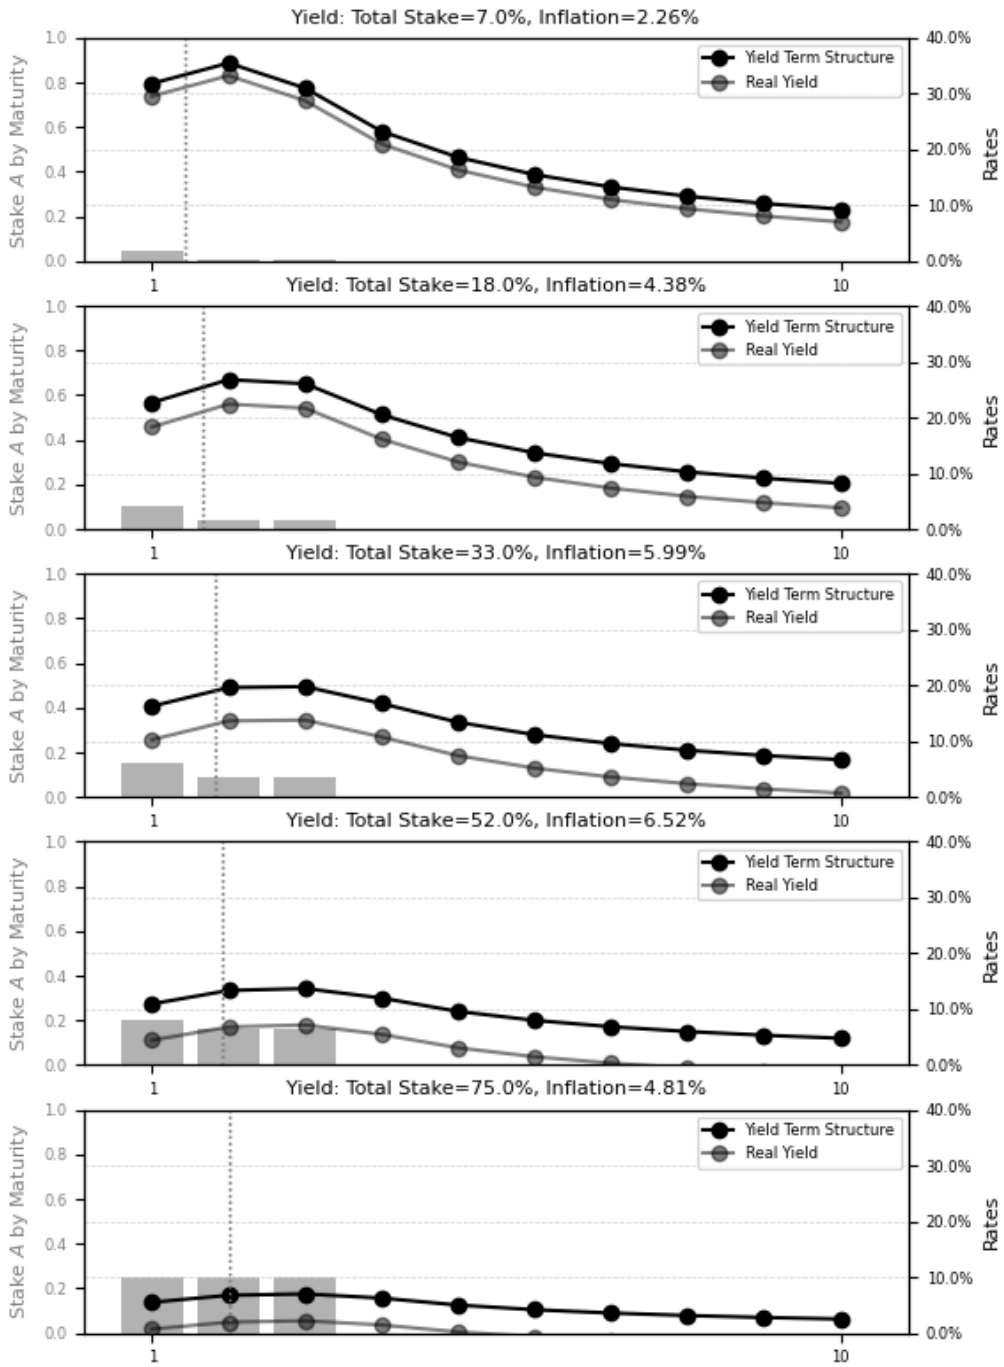 Yield: Total Stake=7.0%, Inflation=2.26%
Stake A by Maturity
1.0
0.8
0.6
0.4
0.2
0.0
Yield Term Structure
Real Yield
40.0%
30.0%
20.0%
10.0%
0.0%
Rates
1
10
Yield: Total Stake=18.0%, Inflation=4.38%
Stake A by Maturity
1.0
0.8
0.6
0.4
0.2
0.0
Yield Term Structure
Real Yield
40.0%
30.0%
20.0%
10.0%
0.0%
Rates
1
10
Yield: Total Stake=33.0%, Inflation=5.99%
Stake A by Maturity
1.0
0.8
0.6
0.4
0.2
0.0
Yield Term Structure
Real Yield
40.0%
30.0%
20.0%
10.0%
0.0%
Rates
1
10
Yield: Total Stake=52.0%, Inflation=6.52%
Stake A by Maturity
1.0
0.8
0.6
0.4
0.2
0.0
Yield Term Structure
Real Yield
40.0%
30.0%
20.0%
10.0%
0.0%
Rates
1
10
Yield: Total Stake=75.0%, Inflation=4.81%
Stake A by Maturity
1.0
0.8
0.6
0.4
0.2
0.0
Yield Term Structure
Real Yield
40.0%
30.0%
20.0%
10.0%
0.0%
Rates
1
10